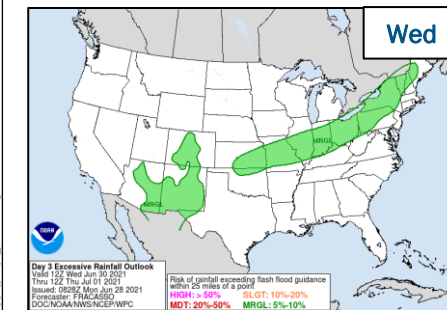 Wed
MRGL
MRGL
NOAA
Day 3 Excessive Rainfall Outlook
Valid 12Z Wed Jun 30 2021
Thru 12Z Thu Jul 01 2021
Issued: 0828Z Mon Jun 28 2021
Forecaster: FRACASSO
DOC/NOAA/NWS/NCEP/WPC
Risk of rainfall exceeding flash flood guidance
within 25 miles of a point
HIGH: > 50% SLGT: 10%-20%
MDT: 20%-50% MRGL: 5%-10%